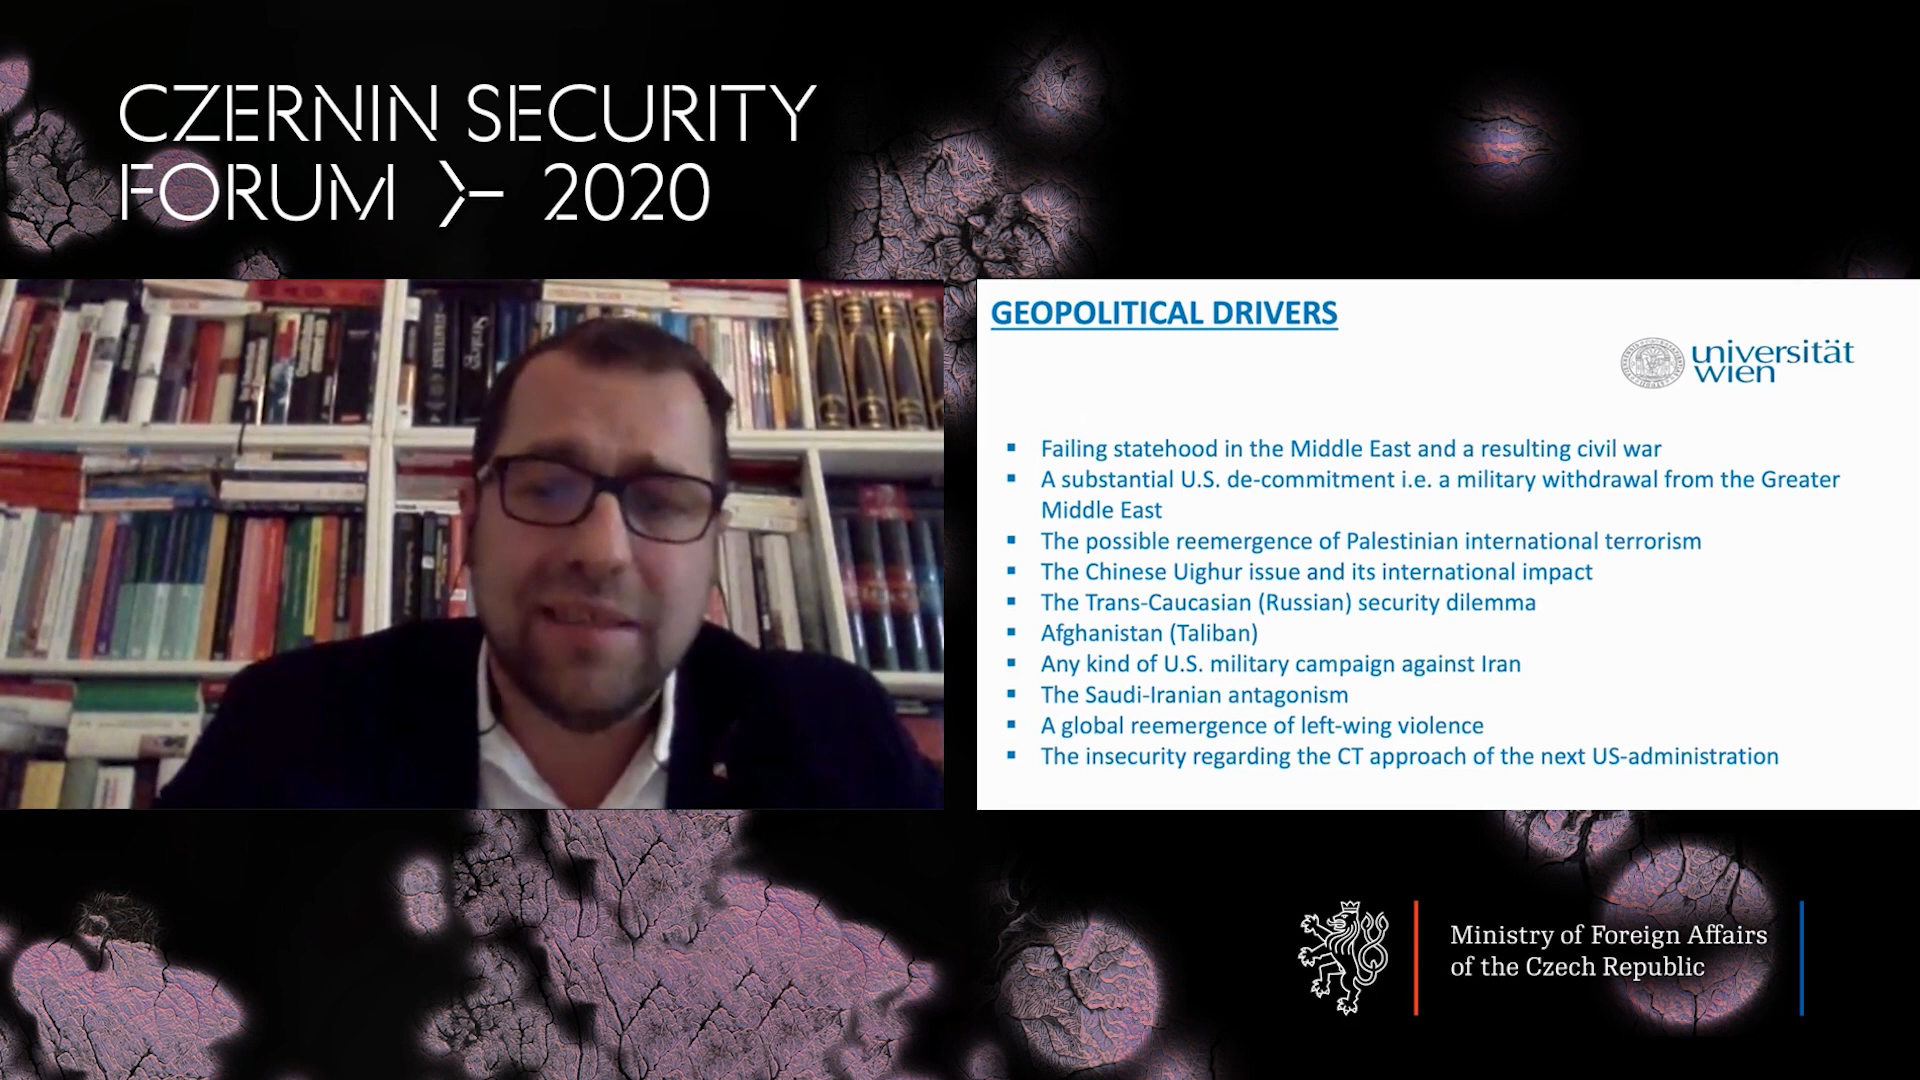 CZERNIN SECURITY
FORUM >- 2020
Strategy
GEOPOLITICAL DRIVERS
universität
wien
▪ Failing statehood in the Middle East and a resulting civil war
▪ A substantial U.S. de-commitment i.e. a military withdrawal from the Greater
Middle East
▪ The possible reemergence of Palestinian international terrorism
▪ The Chinese Uighur issue and its international impact
▪ The Trans-Caucasian (Russian) security dilemma
▪ Afghanistan (Taliban)
▪ Any kind of U.S. military campaign against Iran
▪ The Saudi-Iranian antagonism
▪ A global reemergence of left-wing violence
▪ The insecurity regarding the CT approach of the next US-administration
Ministry of Foreign Affairs
of the Czech Republic